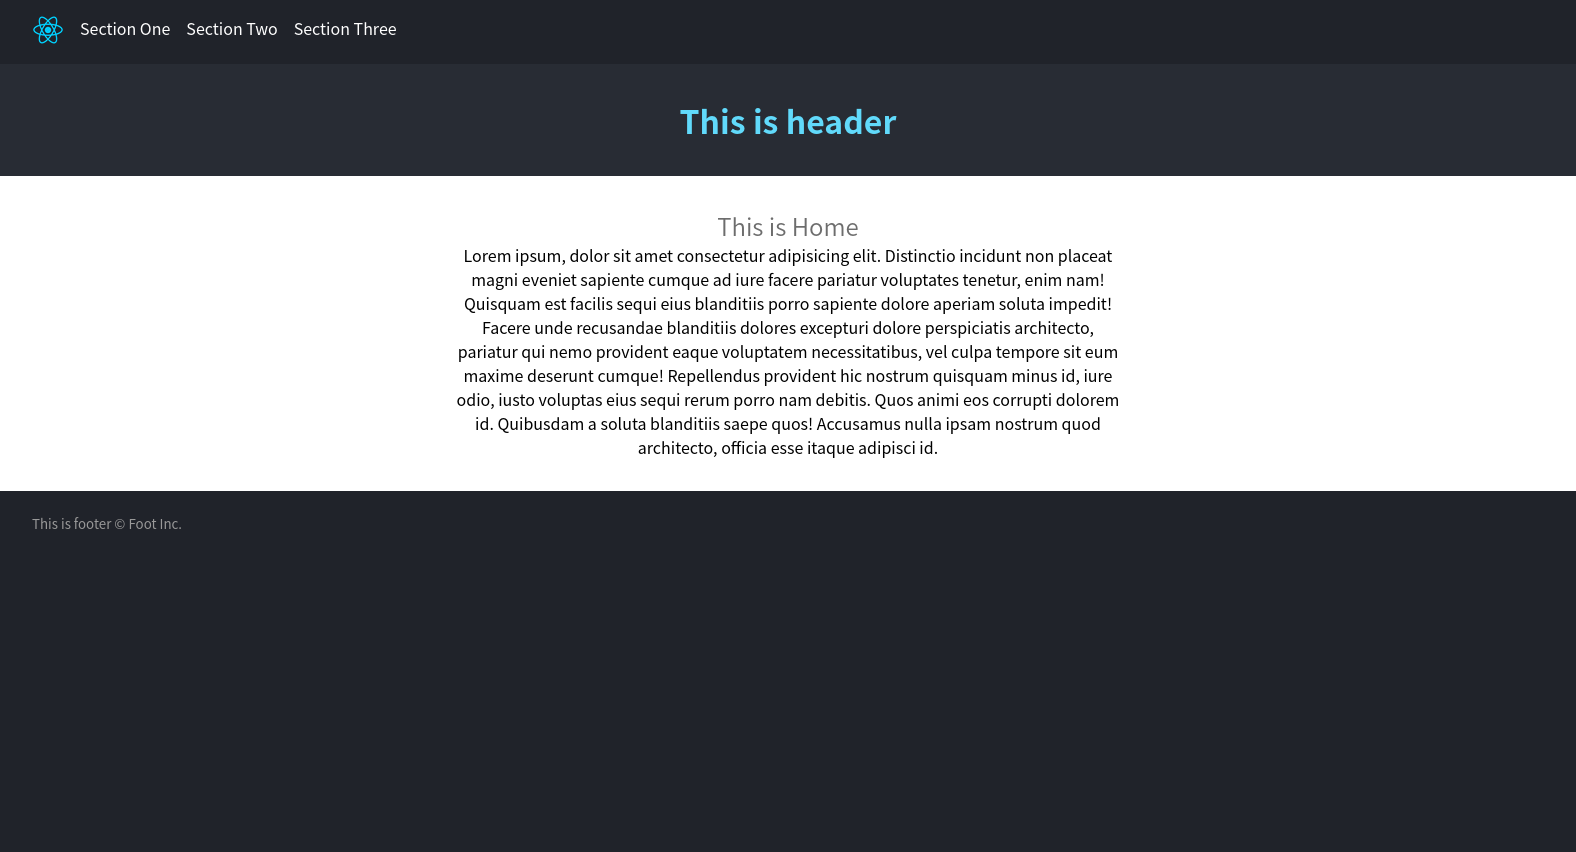 Section One Section Two Section Three
This is header
This is Home
Lorem ipsum, dolor sit amet consectetur adipisicing elit. Distinctio incidunt non placeat
magni eveniet sapiente cumque ad iure facere pariatur voluptates tenetur, enim nam!
Quisquam est facilis sequi eius blanditiis porro sapiente dolore aperiam soluta impedit!
Facere unde recusandae blanditiis dolores excepturi dolore perspiciatis architecto,
pariatur qui nemo provident eaque voluptatem necessitatibus, vel culpa tempore sit eum
maxime deserunt cumque! Repellendus provident hic nostrum quisquam minus id, iure
odio, iusto voluptas eius sequi rerum porro nam debitis. Quos animi eos corrupti dolorem
id. Quibusdam a soluta blanditiis saepe quos! Accusamus nulla ipsam nostrum quod
architecto, officia esse itaque adipisci id.
This is footer © Foot Inc.